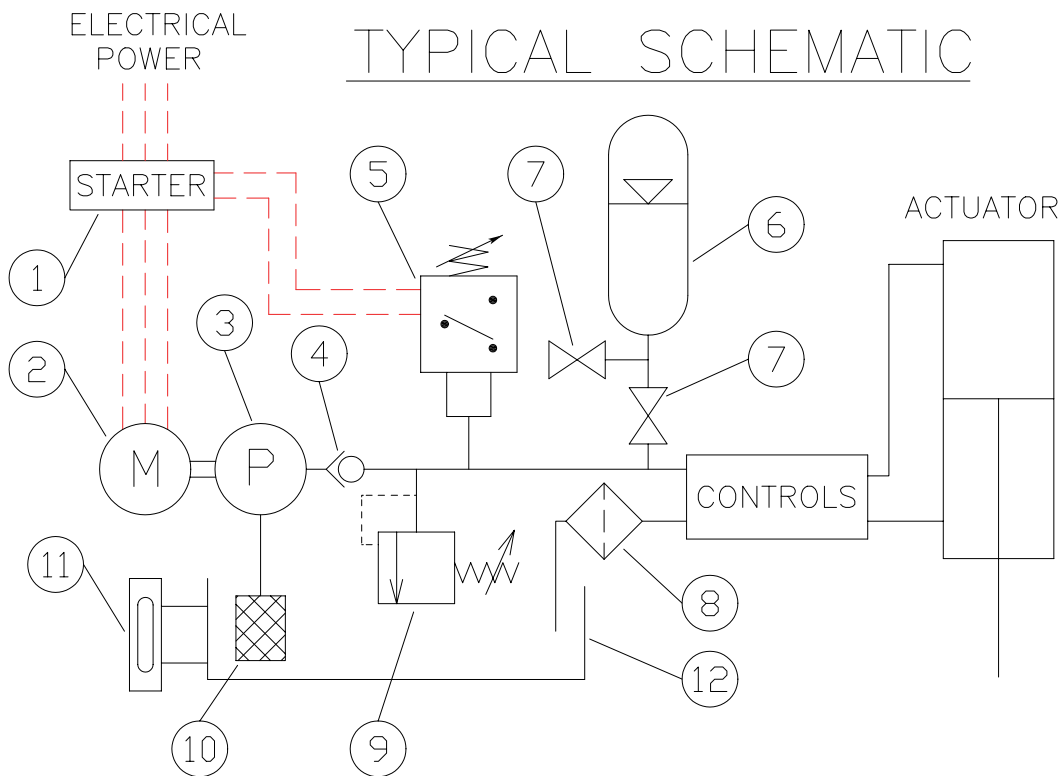 ELECTRICAL
POWER
TYPICAL SCHEMATIC
STARTER
5
7
6
ACTUATOR
1
3
4
7
2
M
P
CONTROLS
11
8
12
10
9